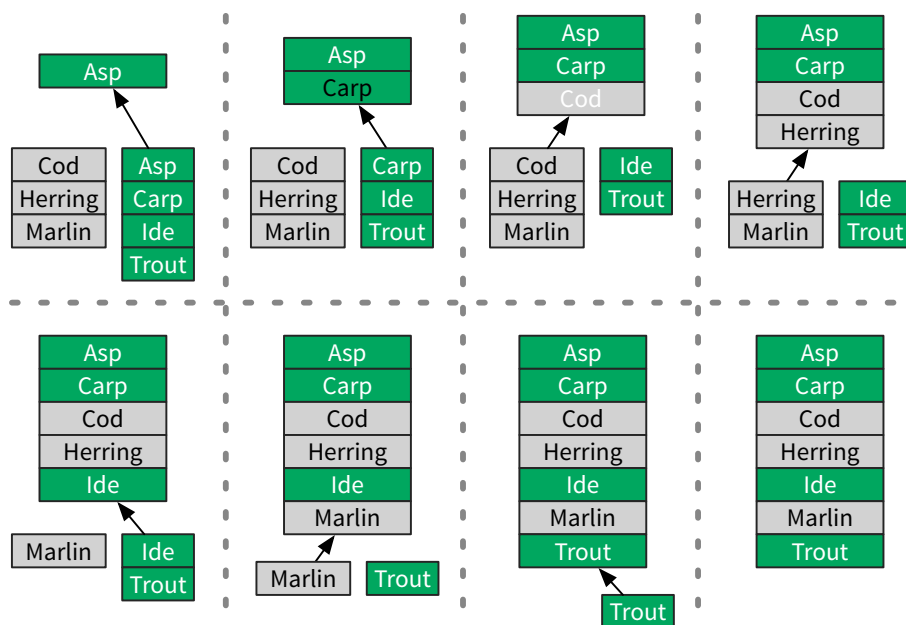 Asp
Cod
Herring
Marlin
Asp
Carp
Ide
Trout
Asp
Carp
Cod
Herring
Marlin
Carp
Ide
Trout
Asp
Carp
Cod
Cod
Herring
Marlin
Ide
Trout
Asp
Carp
Cod
Herring
Herring
Marlin
Ide
Trout
Asp
Carp
Cod
Herring
Ide
Marlin
Ide
Trout
Asp
Carp
Cod
Herring
Ide
Marlin
Marlin
Trout
Asp
Carp
Cod
Herring
Ide
Marlin
Trout
Trout
Asp
Carp
Cod
Herring
Ide
Marlin
Trout